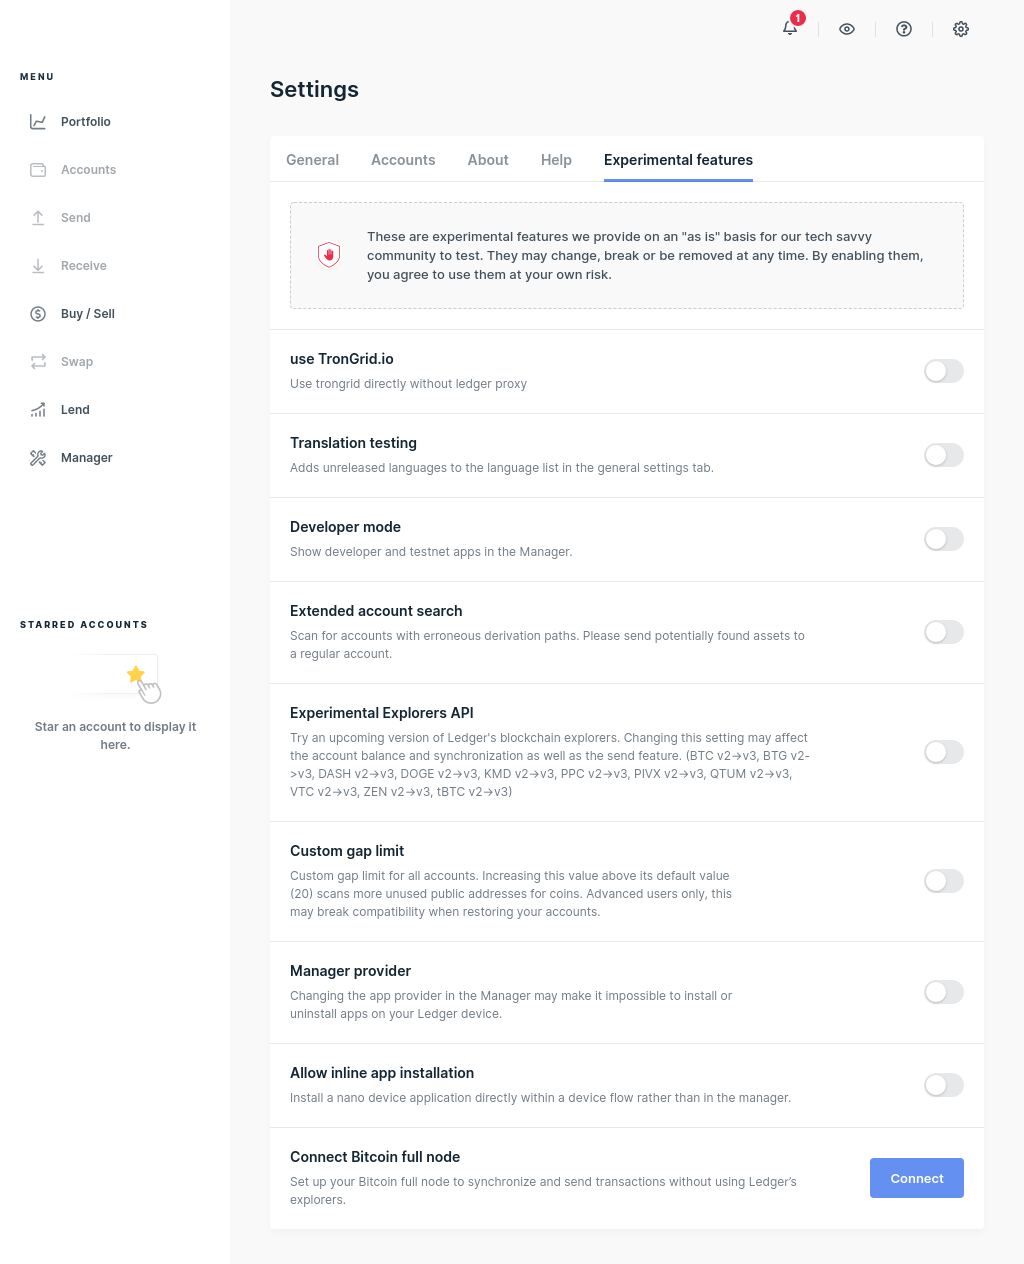 1
MENU
Portfolio
Accounts
Send
Receive
Buy / Sell
Swap
Lend
Manager
STARRED ACCOUNTS
Star an account to display it
here.
Settings
General Accounts About Help Experimental features
These are experimental features we provide on an "as is" basis for our tech savvy
community to test. They may change, break or be removed at any time. By enabling them,
you agree to use them at your own risk.
use TronGrid.io
Use trongrid directly without ledger proxy
Translation testing
Adds unreleased languages to the language list in the general settings tab.
Developer mode
Show developer and testnet apps in the Manager.
Extended account search
Scan for accounts with erroneous derivation paths. Please send potentially found assets to
a regular account.
Experimental Explorers API
Try an upcoming version of Ledger's blockchain explorers. Changing this setting may affect
the account balance and synchronization as well as the send feature. (BTC v2->v3, BTG v2-
>v3, DASH v2->v3, DOGE v2->v3, KMD v2->v3, PPC v2->v3, PIVX v2->v3, QTUM v2->v3,
VTC v2->v3, ZEN v2->v3, tBTC v2->v3)
Custom gap limit
Custom gap limit for all accounts. Increasing this value above its default value
(20) scans more unused public addresses for coins. Advanced users only, this
may break compatibility when restoring your accounts.
Manager provider
Changing the app provider in the Manager may make it impossible to install or
uninstall apps on your Ledger device.
Allow inline app installation
Install a nano device application directly within a device flow rather than in the manager.
Connect Bitcoin full node
Set up your Bitcoin full node to synchronize and send transactions without using Ledger’s
explorers.
Connect